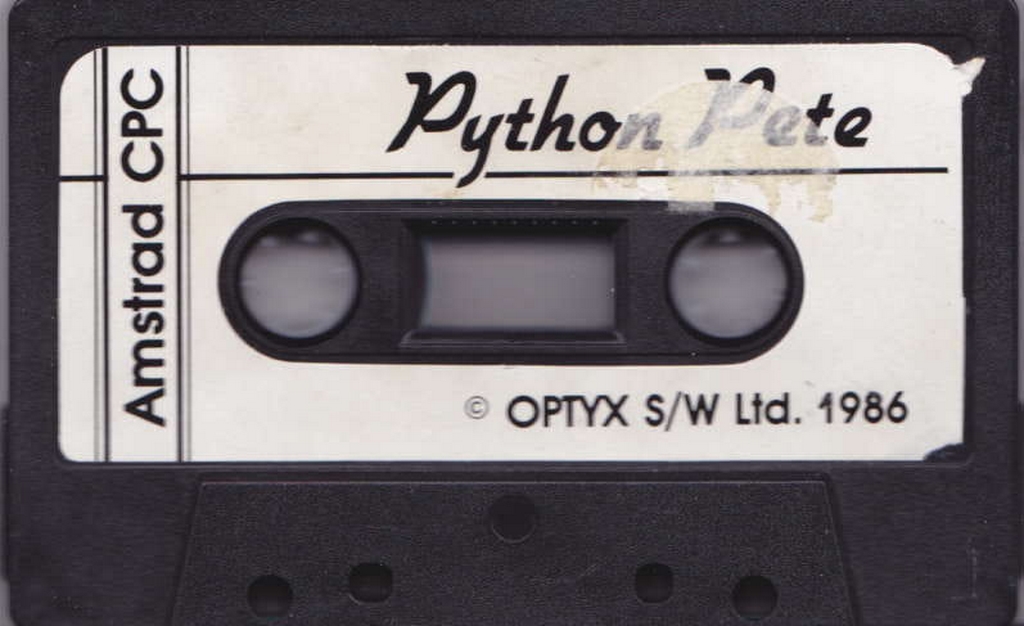 Amstrad CPC
Python Pete
© OPTYX S/W Ltd. 1986